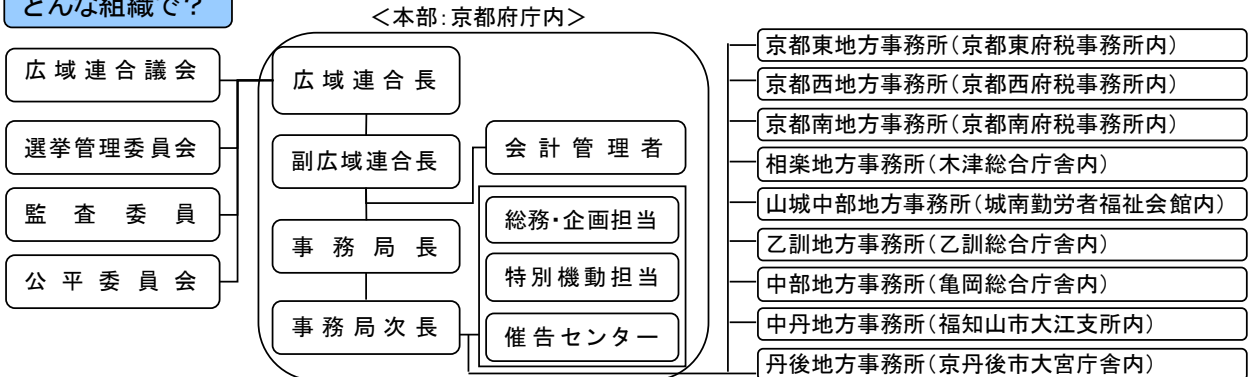 どんな組織で?
＜本部：京都府庁内＞
広域連合議会
選挙管理委員会
監査委員
公平委員会
広域連合長
副広域連合長
事務局長
事務局次長
会計管理者
総務・企画担当
特別機動担当
催告センター
京都東地方事務所（京都東府税事務所内）
京都西地方事務所（京都西府税事務所内）
京都南地方事務所（京都南府税事務所内）
相楽地方事務所（木津総合庁舎内）
山城中部地方事務所（城南勤労者福祉会館内）
乙訓地方事務所（乙訓総合庁舎内）
中部地方事務所（亀岡総合庁舎内）
中丹地方事務所（福知山市大江支所内）
丹後地方事務所（京丹後市大宮庁舎内）